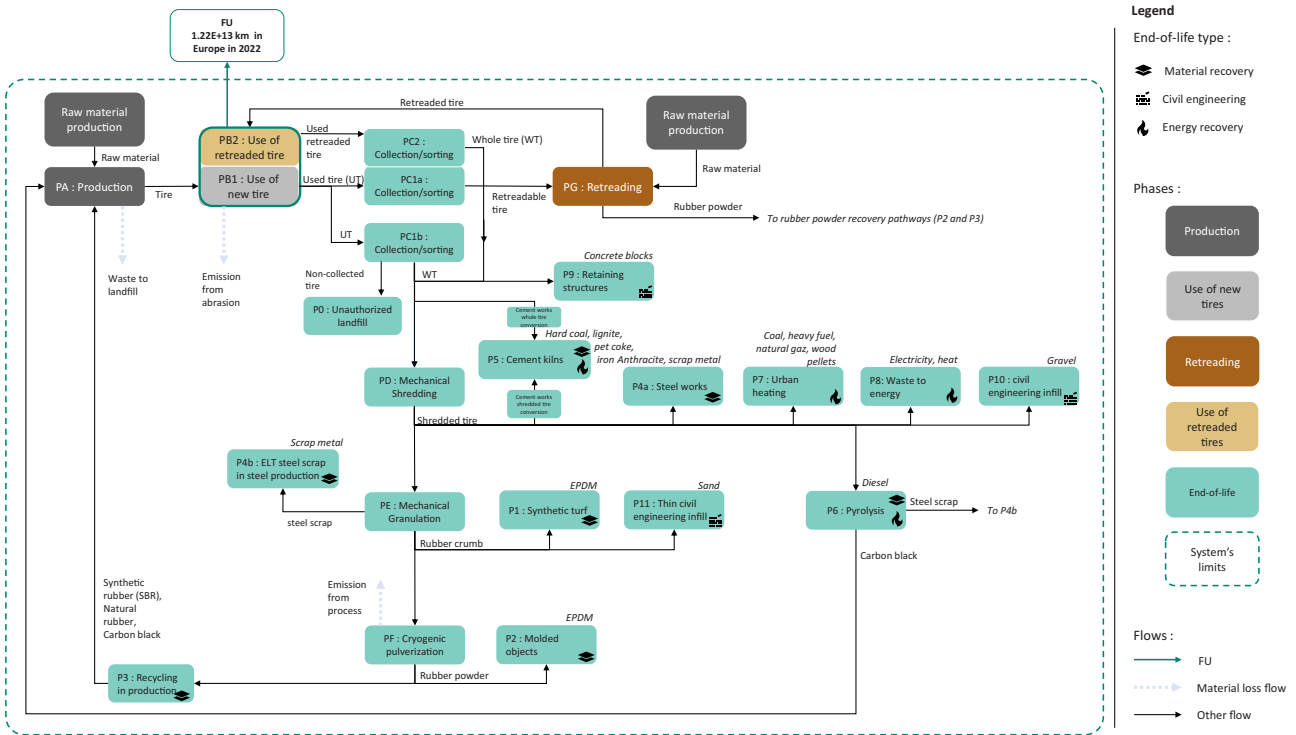 FU
1.22E+13 km in
Europe in 2022
Raw material
production
Raw material
PA : Production
Tire
Waste to
landfill
PB2 : Use of
retreaded tire
PB1 : Use of
new tire
Emission
from
abrasion
Retreaded tire
Used
retreaded
tire
Used tire (UT)
UT
PC2 :
Collection/sorting
PC1a :
Collection/sorting
PC1b :
Collection/sorting
Whole tire (WT)
Retreadable
tire
PG : Retreading
Raw material
production
Raw material
Rubber powder
To rubber powder recovery pathways (P2 and P3)
Non-collected
tire
WT
P0 : Unauthorized
landfill
Concrete blocks
P9 : Retaining
structures
Cement works
whole tire
conversion
Hard coal, lignite,
pet coke,
iron
P5 : Cement kilns
Cement works
shredded tire
conversion
PD : Mechanical
Shredding
Shredded tire
Anthracite, scrap metal
P4a : Steel works
Coal, heavy fuel,
natural gaz, wood
pellets
P7 : Urban
heating
Electricity, heat
P8: Waste to
energy
Gravel
P10 : civil
engineering infill
Scrap metal
P4b : ELT steel scrap
in steel production
steel scrap
PE : Mechanical
Granulation
Rubber crumb
EPDM
P1 : Synthetic turf
Sand
P11 : Thin civil
engineering infill
Diesel
P6 : Pyrolysis
Steel scrap
To P4b
Carbon black
Emission
from
process
Synthetic
rubber (SBR),
Natural
rubber,
Carbon black
PF : Cryogenic
pulverization
Rubber powder
EPDM
P2 : Molded
objects
P3 : Recycling
in production
Legend
End-of-life type :
Material recovery
Civil engineering
Energy recovery
Phases :
Production
Use of new
tires
Retreading
Use of
retreaded
tires
End-of-life
System's
limits
Flows :
FU
Material loss flow
Other flow